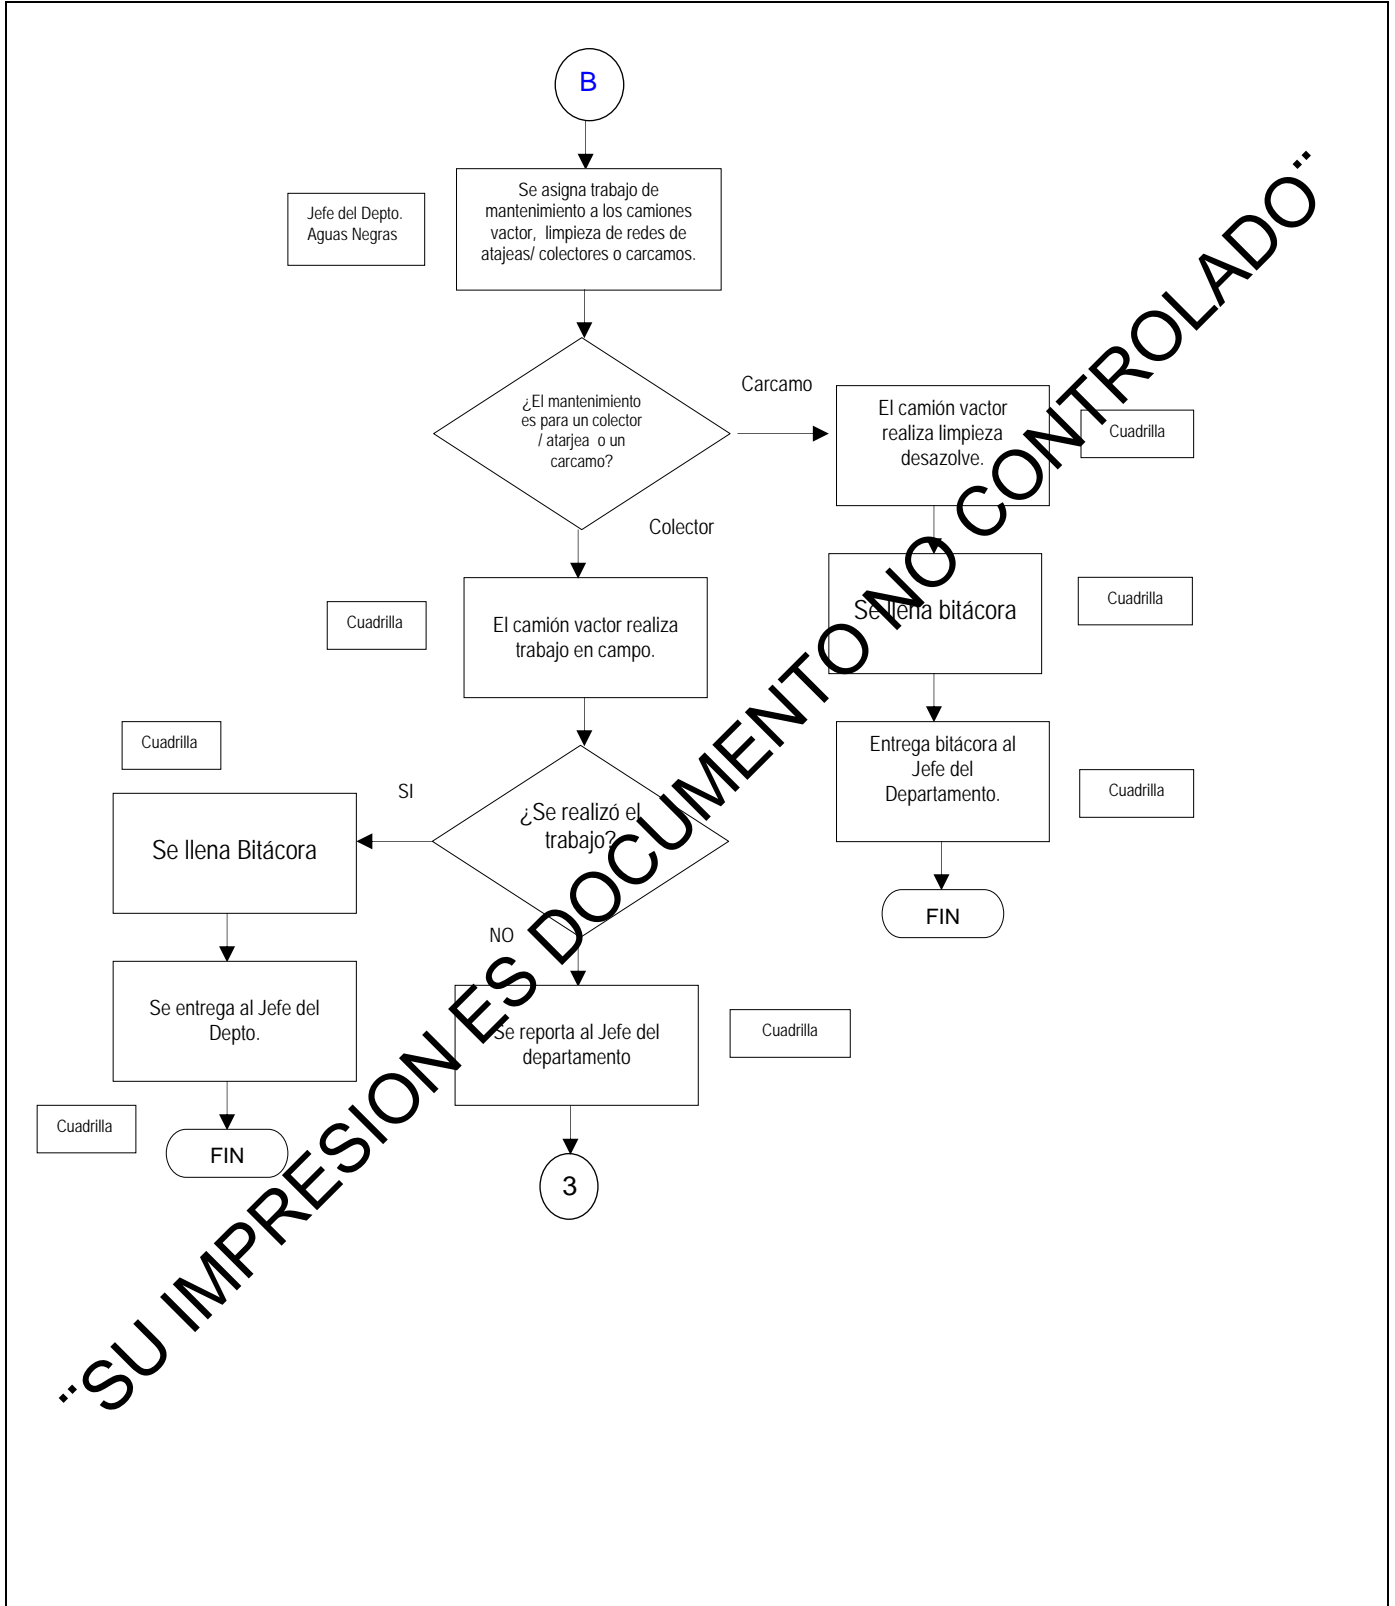 B
Se asigna trabajo de
mantenimiento a los camiones
vactor, limpieza de redes de
atajeas/ colectores o carcamos.
Jefe del Depto.
Aguas Negras
¿El mantenimiento
es para un colector
/ atarjea o un
carcamo?
Carcamo
El camión vactor
realiza limpieza
desazolve.
Cuadrilla
Colector
Se llena bitácora
Cuadrilla
Cuadrilla
El camión vactor realiza
trabajo en campo.
Entrega bitácora al
Jefe del
Departamento.
Cuadrilla
Cuadrilla
SI
¿Se realizó el
trabajo?
Se llena Bitácora
FIN
NO
Se entrega al Jefe del
Depto.
Se reporta al Jefe del
departamento
Cuadrilla
Cuadrilla
FIN
3
¨SU IMPRESION ES DOCUMENTO NO CONTROLADO¨